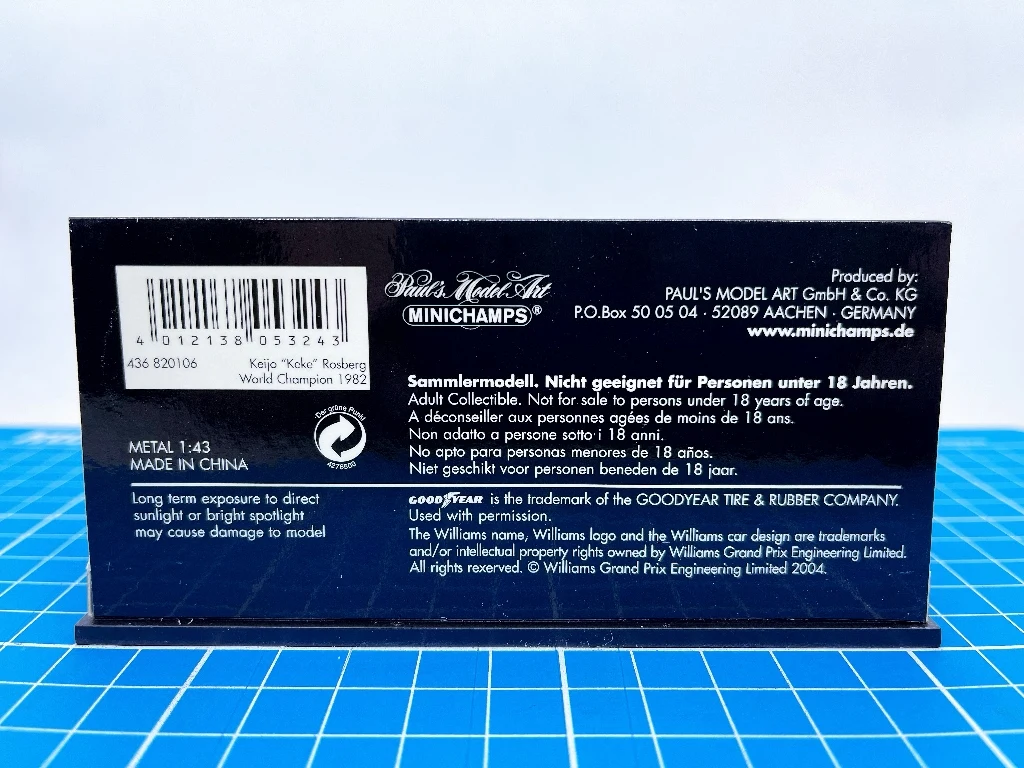 4 012138 053243
436 820106
Keijo "Keke" Rosberg
World Champion 1982
Paul's Model Art
MINICHAMPS®
Produced by:
PAUL'S MODEL ART GmbH & Co. KG
P.O.Box 50 05 04 · 52089 AACHEN · GERMANY
www.minichamps.de
Sammlermodell. Nicht geeignet für Personen unter 18 Jahren.
Adult Collectible. Not for sale to persons under 18 years of age.
A déconseiller aux personnes agées de moins de 18 ans.
Non adatto a persone sotto i 18 anni.
No apto para personas menores de 18 años.
Niet geschikt voor personen beneden de 18 jaar.
Der grüne Punkt
4276600
METAL 1:43
MADE IN CHINA
Long term exposure to direct
sunlight or bright spotlight
may cause damage to model
GOODYEAR is the trademark of the GOODYEAR TIRE & RUBBER COMPANY.
Used with permission.
The Williams name, Williams logo and the Williams car design are trademarks
and/or intellectual property rights owned by Williams Grand Prix Engineering Limited.
All rights reserved. © Williams Grand Prix Engineering Limited 2004.